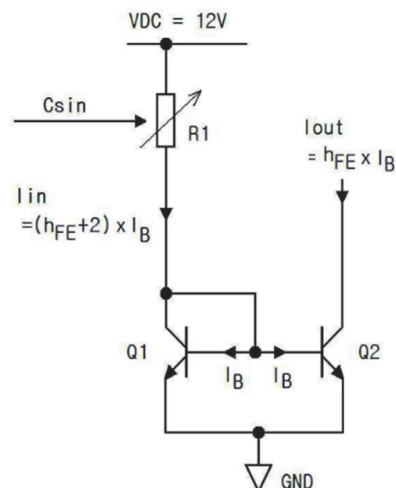 VDC = 12V
Csin
R1
Iout
= hFE x IB
Iin
=(hFE+2) x IB
Q1
IB
IB
Q2
GND